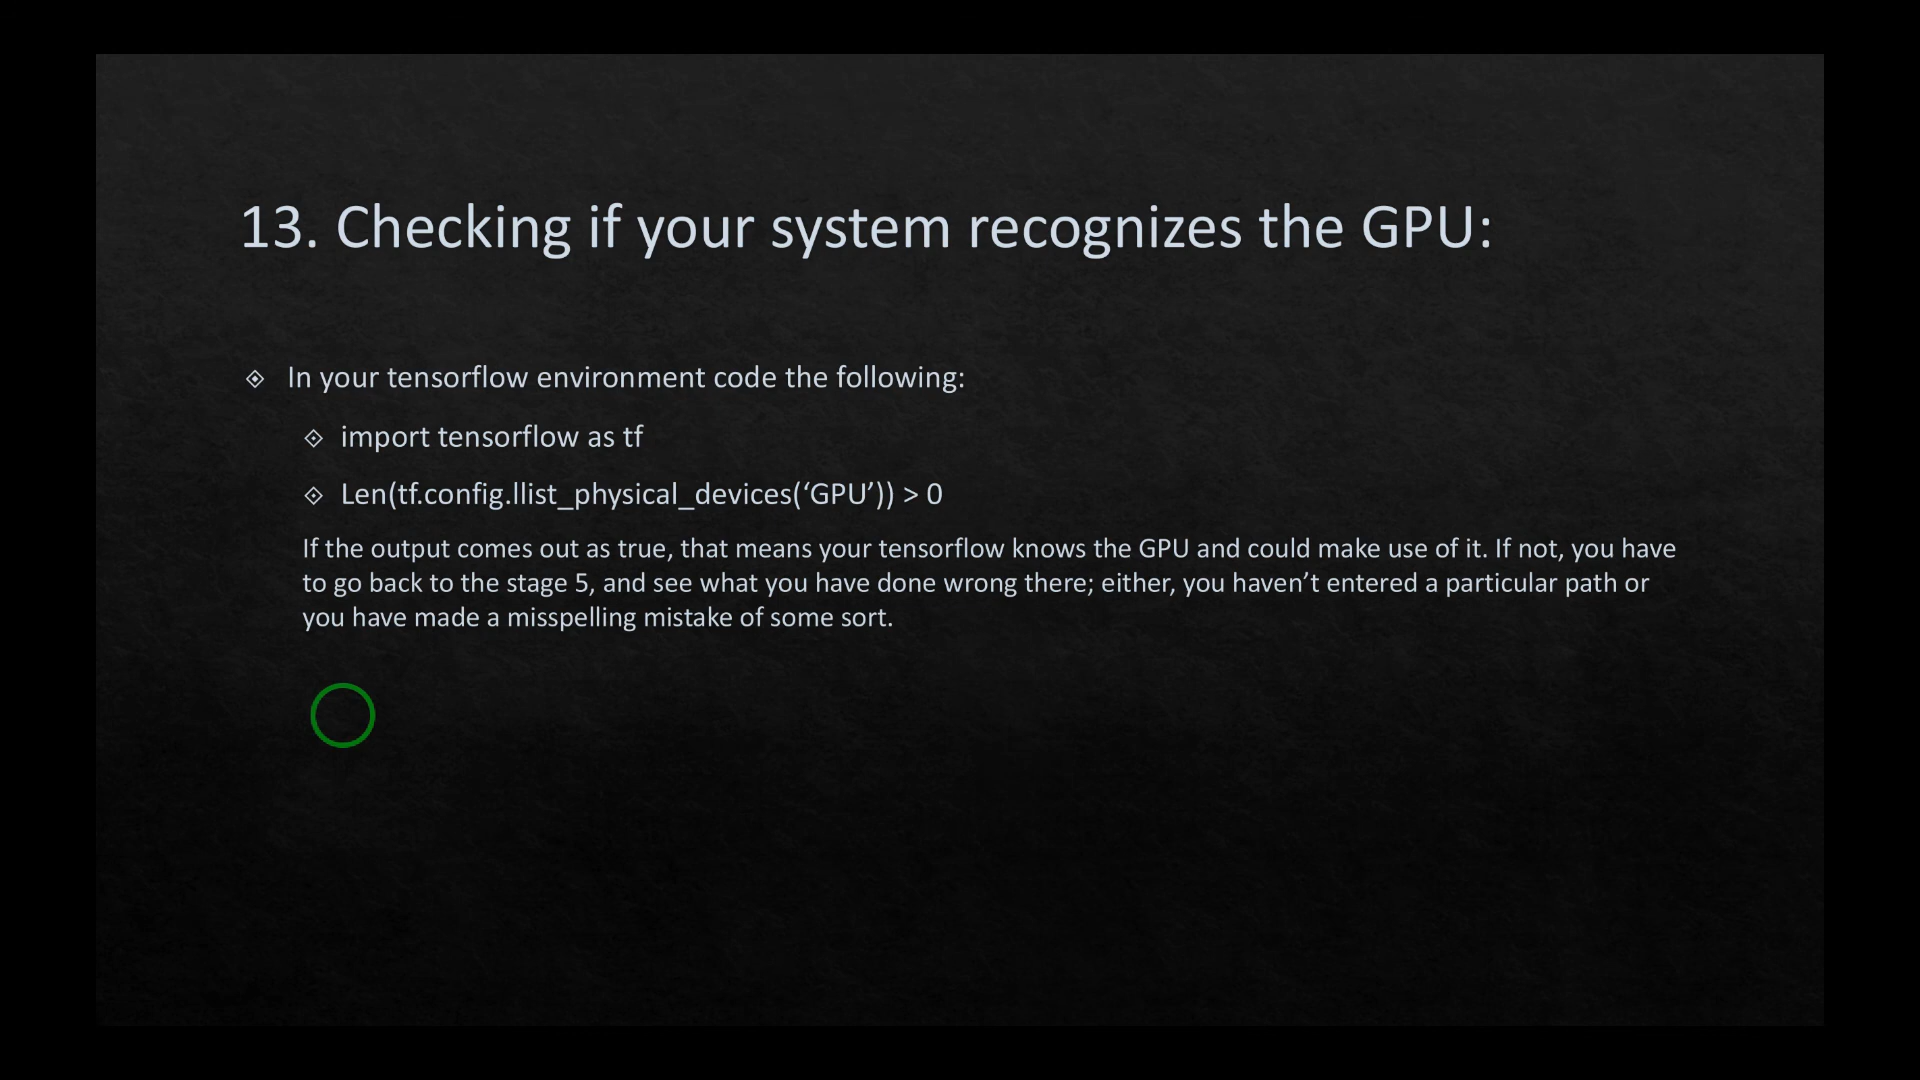 13. Checking if your system recognizes the GPU:
In your tensorflow environment code the following:
import tensorflow as tf
Len(tf.config.llist_physical_devices(‘GPU’)) > 0
If the output comes out as true, that means your tensorflow knows the GPU and could make use of it. If not, you have
to go back to the stage 5, and see what you have done wrong there; either, you haven’t entered a particular path or
you have made a misspelling mistake of some sort.